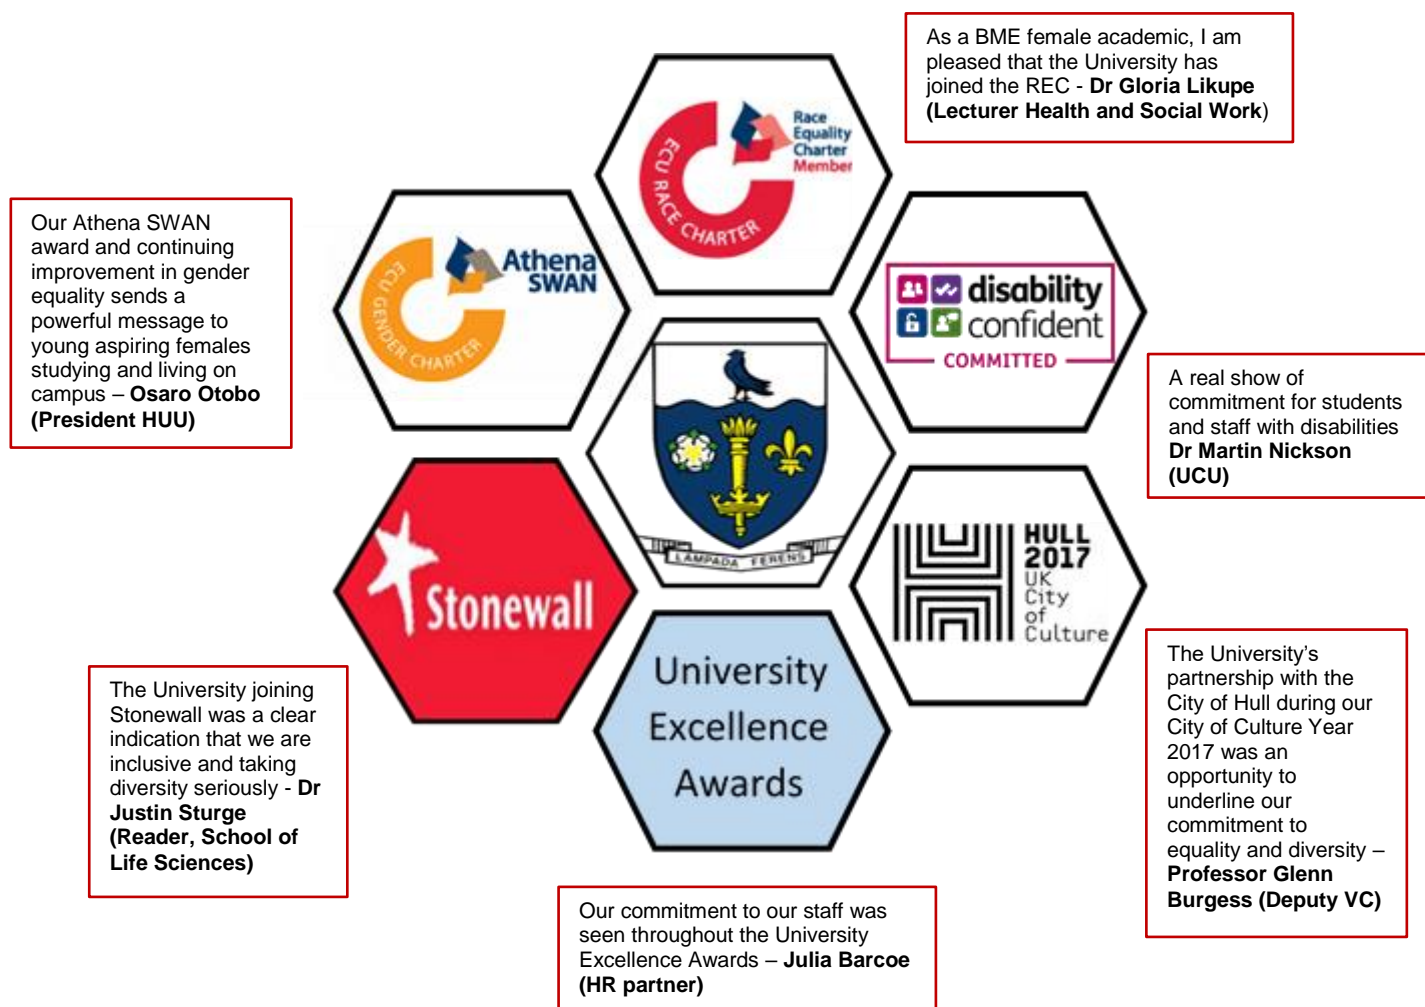 As a BME female academic, I am
pleased that the University has
joined the REC - Dr Gloria Likupe
(Lecturer Health and Social Work)
Race
Equality
Charter
Member
ECU RACE CHARTER
Our Athena SWAN
award and continuing
improvement in gender
equality sends a
powerful message to
young aspiring females
studying and living on
campus – Osaro Otobo
(President HUU)
Athena
SWAN
ECU GENDER CHARTER
disability
confident
COMMITTED
A real show of
commitment for students
and staff with disabilities
Dr Martin Nickson
(UCU)
LAMPADA FERENS
Stonewall
HULL
2017
UK
City
of
Culture
The University joining
Stonewall was a clear
indication that we are
inclusive and taking
diversity seriously - Dr
Justin Sturge
(Reader, School of
Life Sciences)
University
Excellence
Awards
The University’s
partnership with the
City of Hull during our
City of Culture Year
2017 was an
opportunity to
underline our
commitment to
equality and diversity –
Professor Glenn
Burgess (Deputy VC)
Our commitment to our staff was
seen throughout the University
Excellence Awards – Julia Barcoe
(HR partner)